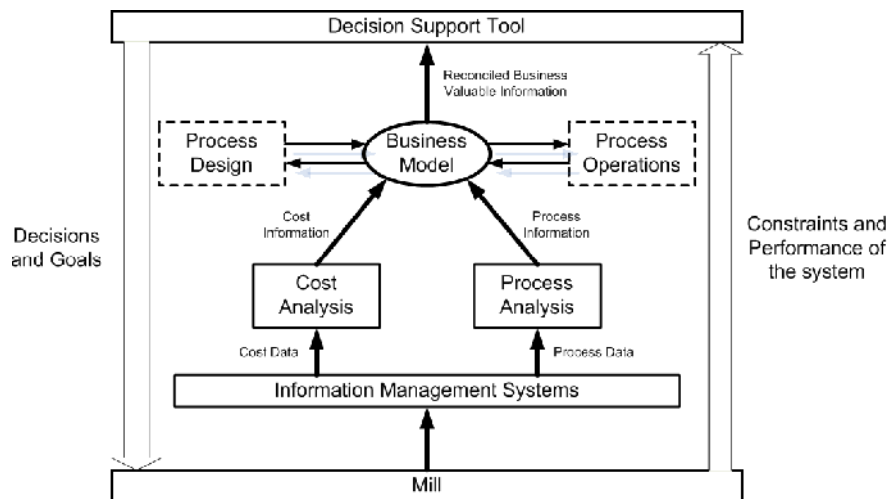 Decision Support Tool
Reconciled Business
Valuable Information
Process
Design
Business
Model
Process
Operations
Cost
Information
Process
Information
Decisions
and Goals
Constraints and
Performance of
the system
Cost
Analysis
Process
Analysis
Cost Data
Process Data
Information Management Systems
Mill